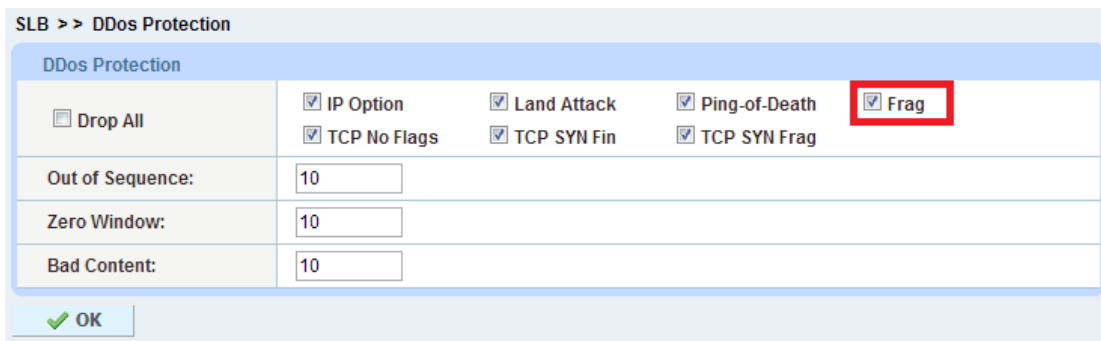 SLB >> DDos Protection
DDos Protection
Drop All
IP Option Land Attack Ping-of-Death Frag
TCP No Flags TCP SYN Fin TCP SYN Frag
Out of Sequence: 10
Zero Window: 10
Bad Content: 10
OK